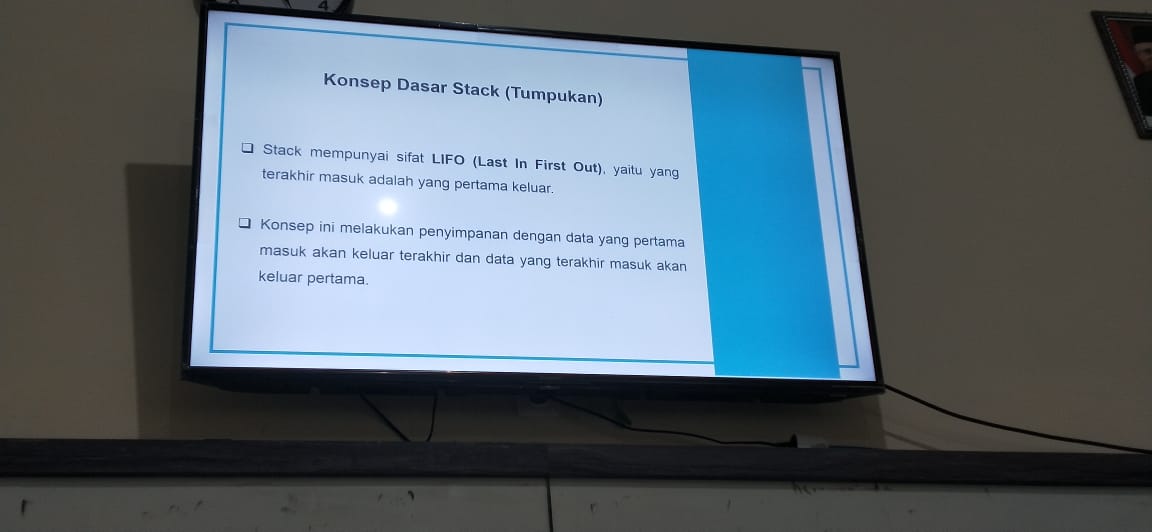 4
Konsep Dasar Stack (Tumpukan)
❑ Stack mempunyai sifat LIFO (Last In First Out), yaitu yang
terakhir masuk adalah yang pertama keluar.
❑ Konsep ini melakukan penyimpanan dengan data yang pertama
masuk akan keluar terakhir dan data yang terakhir masuk akan
keluar pertama.